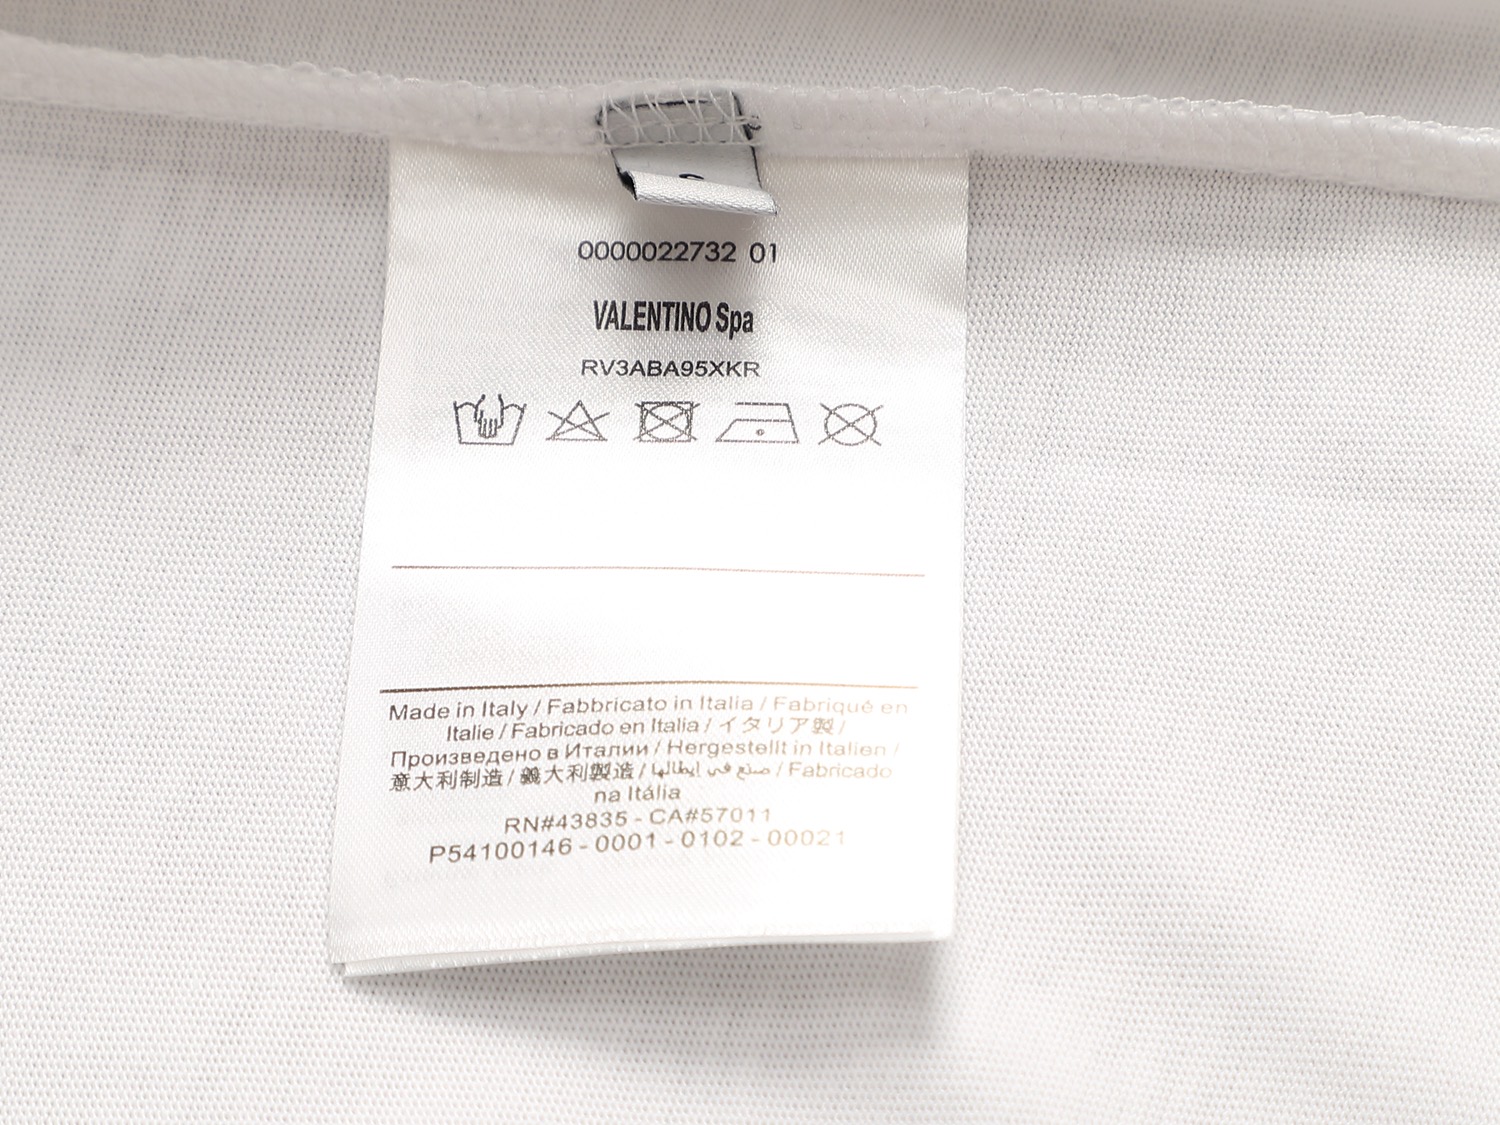 0000022732 01
VALENTINO Spa
RV3ABA95XKR
Made in Italy / Fabbricato in Italia / Fabriqué en
Italie / Fabricado en Italia / イタリア製 /
Произведено в Италии / Hergestellt in Italien /
意大利制造 / 義大利製造 / صنع في إيطاليا / Fabricado
na Itália
RN#43835 - CA#57011
P54100146 - 0001 - 0102 - 00021